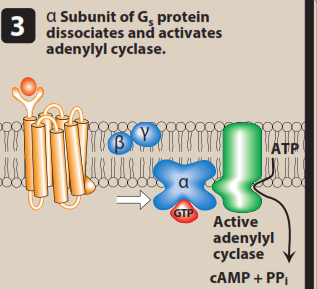 3
α Subunit of Gs protein
dissociates and activates
adenylyl cyclase.
β
γ
α
GTP
ATP
Active
adenylyl
cyclase
cAMP + PPi